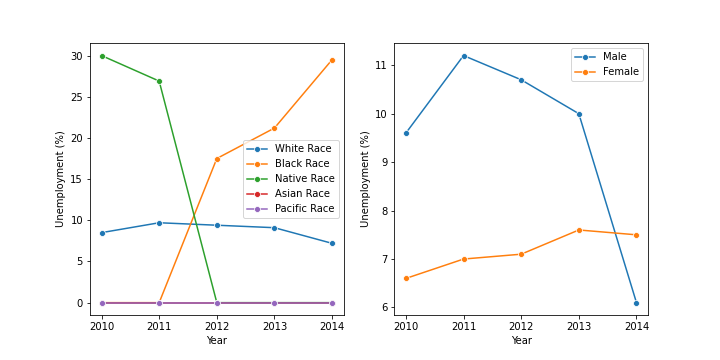 30
25
20
15
10
5
0
Unemployment (%)
2010 2011 2012 2013 2014
Year
White Race
Black Race
Native Race
Asian Race
Pacific Race
11
10
9
8
7
6
Unemployment (%)
2010 2011 2012 2013 2014
Year
Male
Female